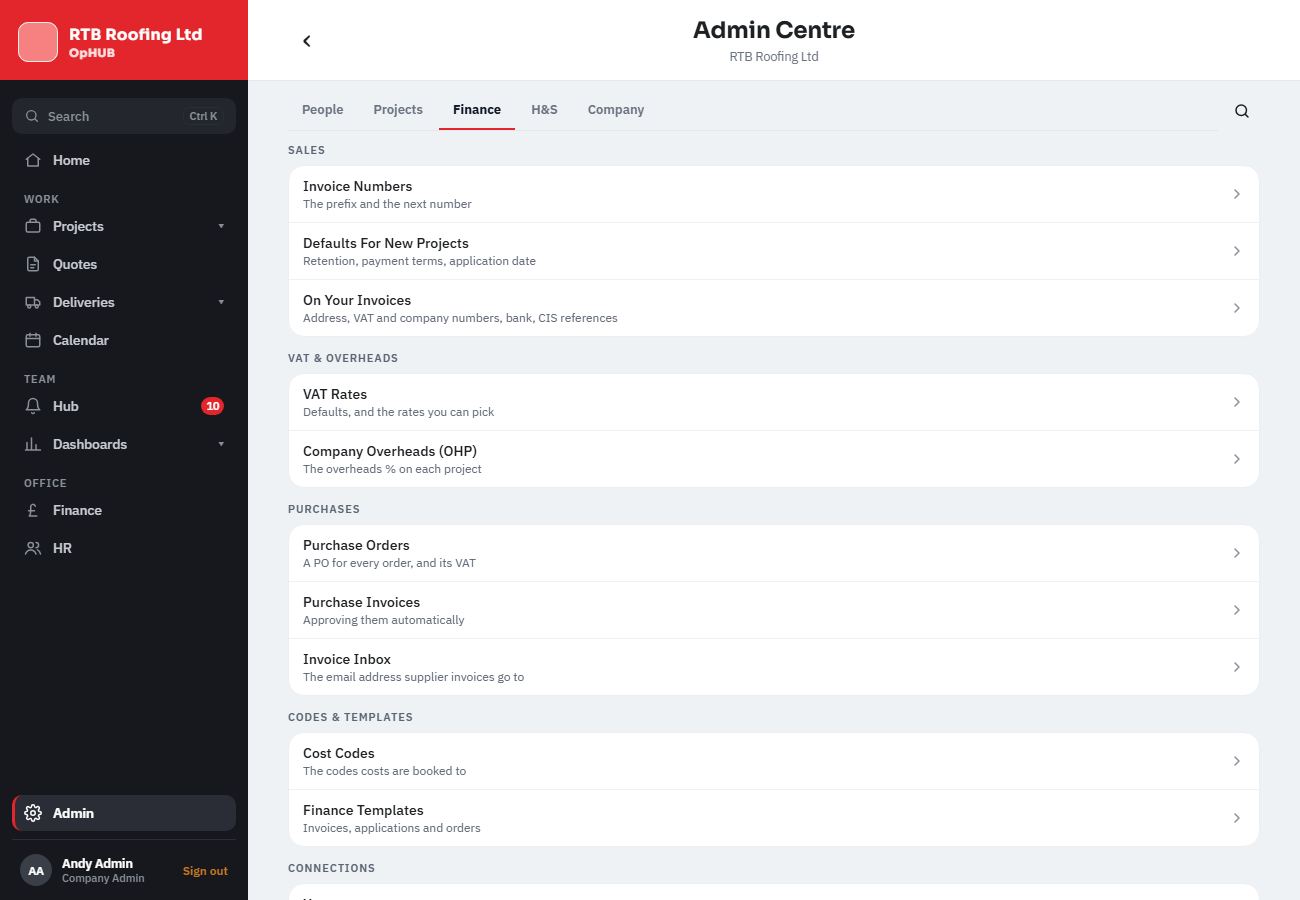 RTB Roofing Ltd
OpHUB
Search
Ctrl K
Home
WORK
Projects
Quotes
Deliveries
Calendar
TEAM
Hub
10
Dashboards
OFFICE
Finance
HR
Admin
AA
Andy Admin
Company Admin
Sign out
Admin Centre
RTB Roofing Ltd
People
Projects
Finance
H&S
Company
SALES
Invoice Numbers
The prefix and the next number
Defaults For New Projects
Retention, payment terms, application date
On Your Invoices
Address, VAT and company numbers, bank, CIS references
VAT & OVERHEADS
VAT Rates
Defaults, and the rates you can pick
Company Overheads (OHP)
The overheads % on each project
PURCHASES
Purchase Orders
A PO for every order, and its VAT
Purchase Invoices
Approving them automatically
Invoice Inbox
The email address supplier invoices go to
CODES & TEMPLATES
Cost Codes
The codes costs are booked to
Finance Templates
Invoices, applications and orders
CONNECTIONS